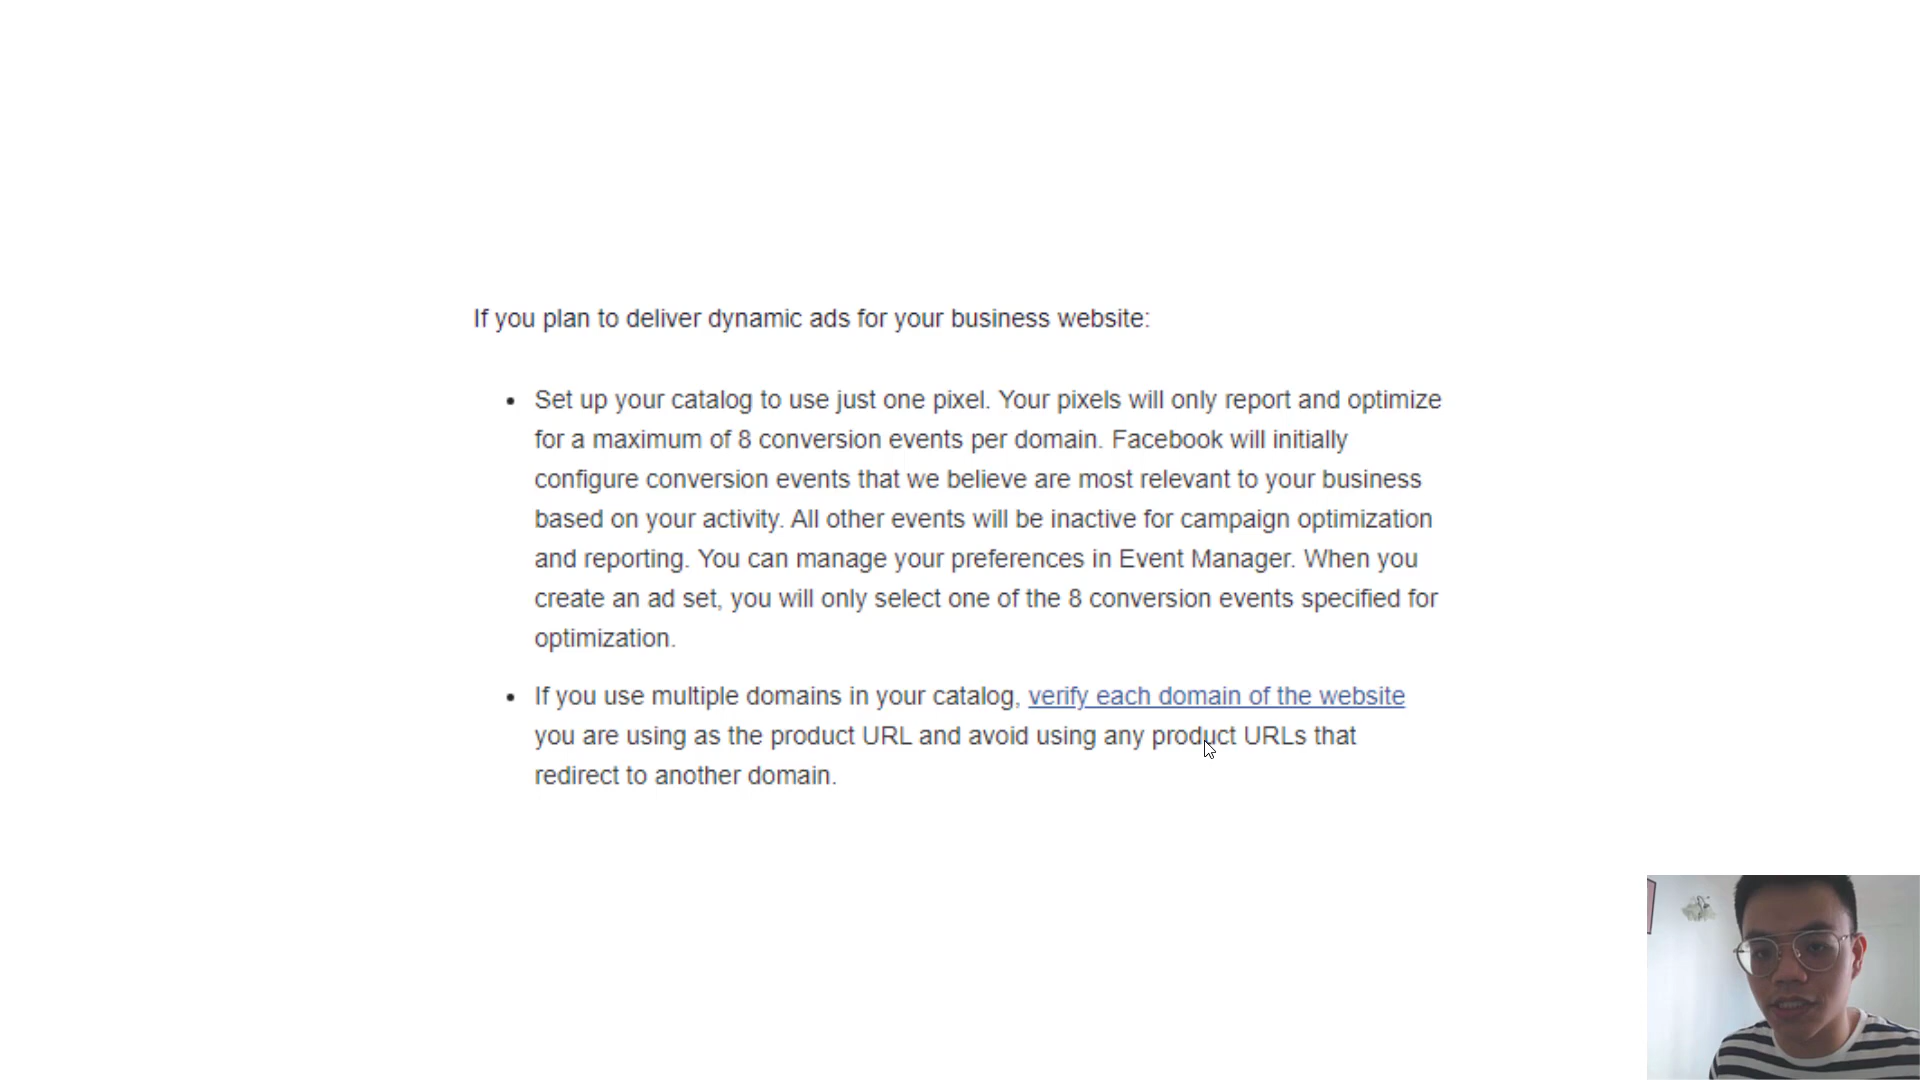 If you plan to deliver dynamic ads for your business website:
• Set up your catalog to use just one pixel. Your pixels will only report and optimize
for a maximum of 8 conversion events per domain. Facebook will initially
configure conversion events that we believe are most relevant to your business
based on your activity. All other events will be inactive for campaign optimization
and reporting. You can manage your preferences in Event Manager. When you
create an ad set, you will only select one of the 8 conversion events specified for
optimization.
• If you use multiple domains in your catalog, verify each domain of the website
you are using as the product URL and avoid using any product URLs that
redirect to another domain.